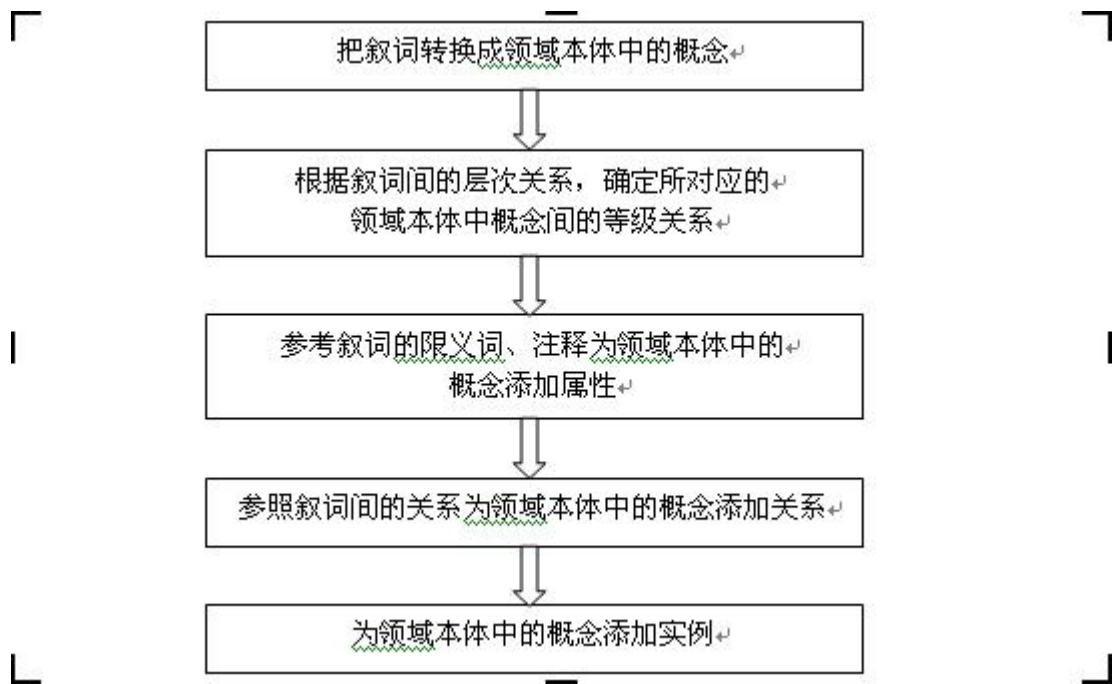 把叙词转换成领域本体中的概念
根据叙词间的层次关系，确定所对应的
领域本体中概念间的等级关系
参考叙词的限义词、注释为领域本体中的
概念添加属性
参照叙词间的关系为领域本体中的概念添加关系
为领域本体中的概念添加实例